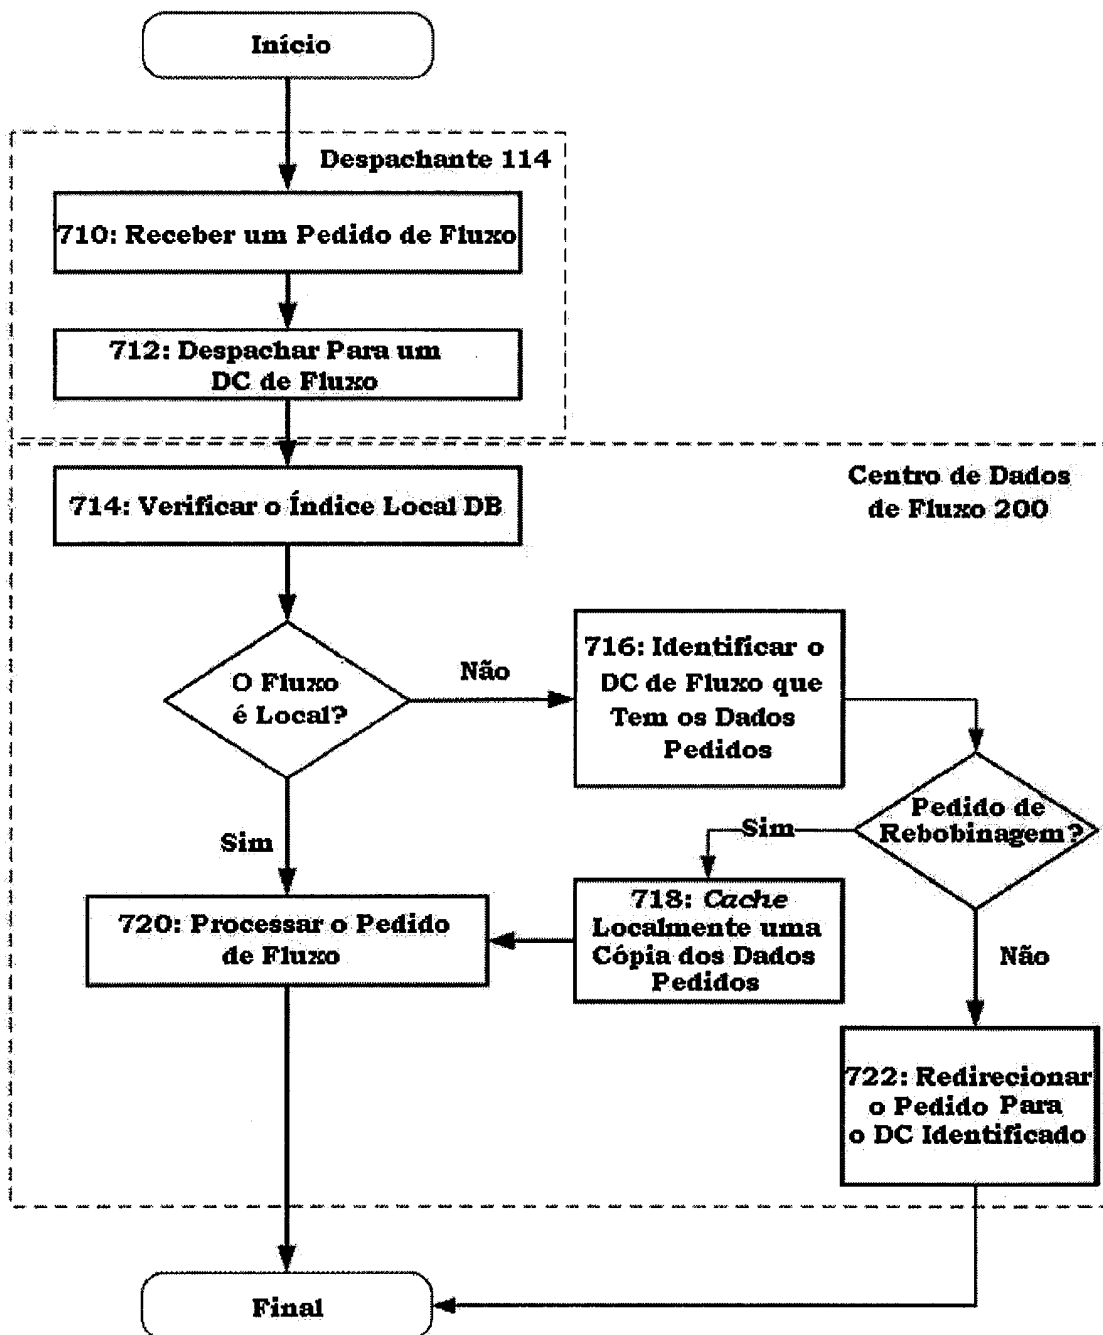 Início
Despachante 114
710: Receber um Pedido de Fluxo
712: Despachar Para um
DC de Fluxo
714: Verificar o Índice Local DB
Centro de Dados
de Fluxo 200
O Fluxo
é Local?
Não
716: Identificar o
DC de Fluxo que
Tem os Dados
Pedidos
Pedido de
Rebobinagem?
Sim
Sim
718: Cache
Localmente uma
Cópia dos Dados
Pedidos
720: Processar o Pedido
de Fluxo
Não
722: Redirecionar
o Pedido Para
o DC Identificado
Final